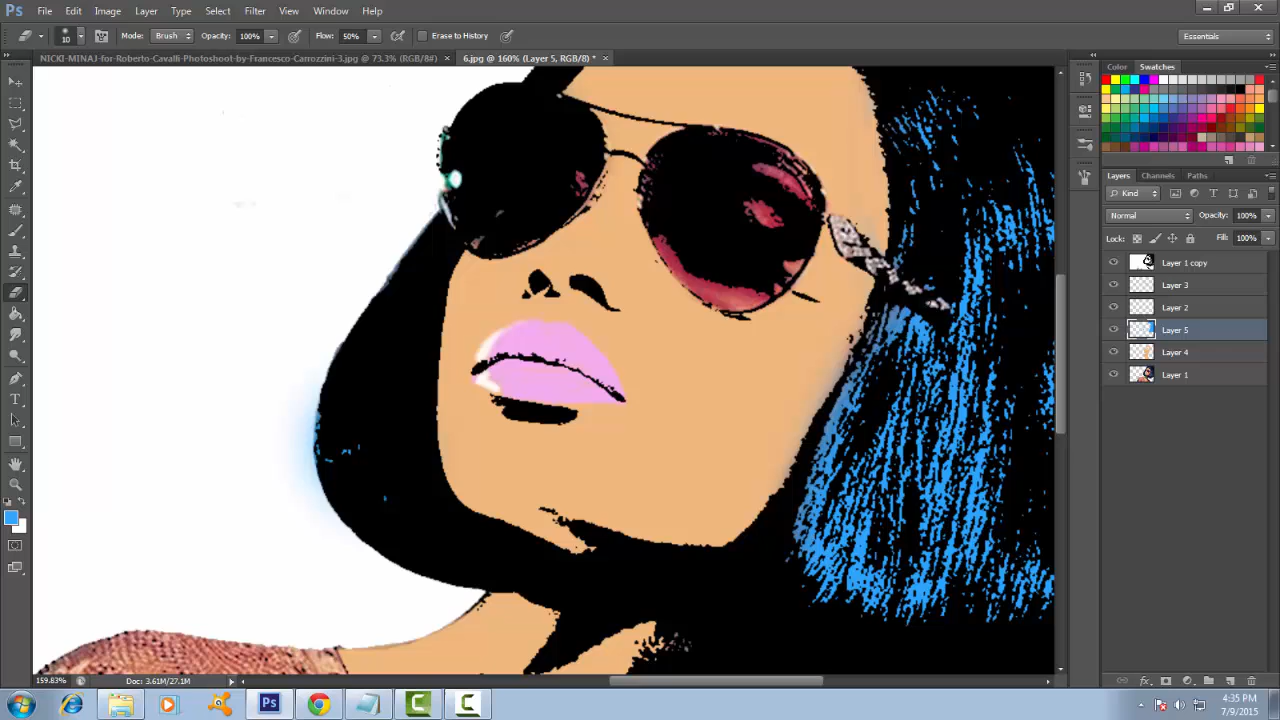 Ps File Edit Image Layer Type Select Filter View Window Help
10 Mode: Brush Opacity: 100% Flow: 50% Erase to History Essentials
NICKI-MINAJ-for-Roberto-Cavalli-Photoshoot-by-Francesco-Carrozzini-3.jpg @ 73.3% (RGB/8#) × 6.jpg @ 160% (Layer 5, RGB/8) * ×
Color Swatches
Layers Channels Paths
Kind
Normal Opacity: 100%
Lock: Fill: 100%
Layer 1 copy
Layer 3
Layer 2
Layer 5
Layer 4
Layer 1
159.83% Doc: 3.61M/27.1M
Ps
4:35 PM
7/9/2015